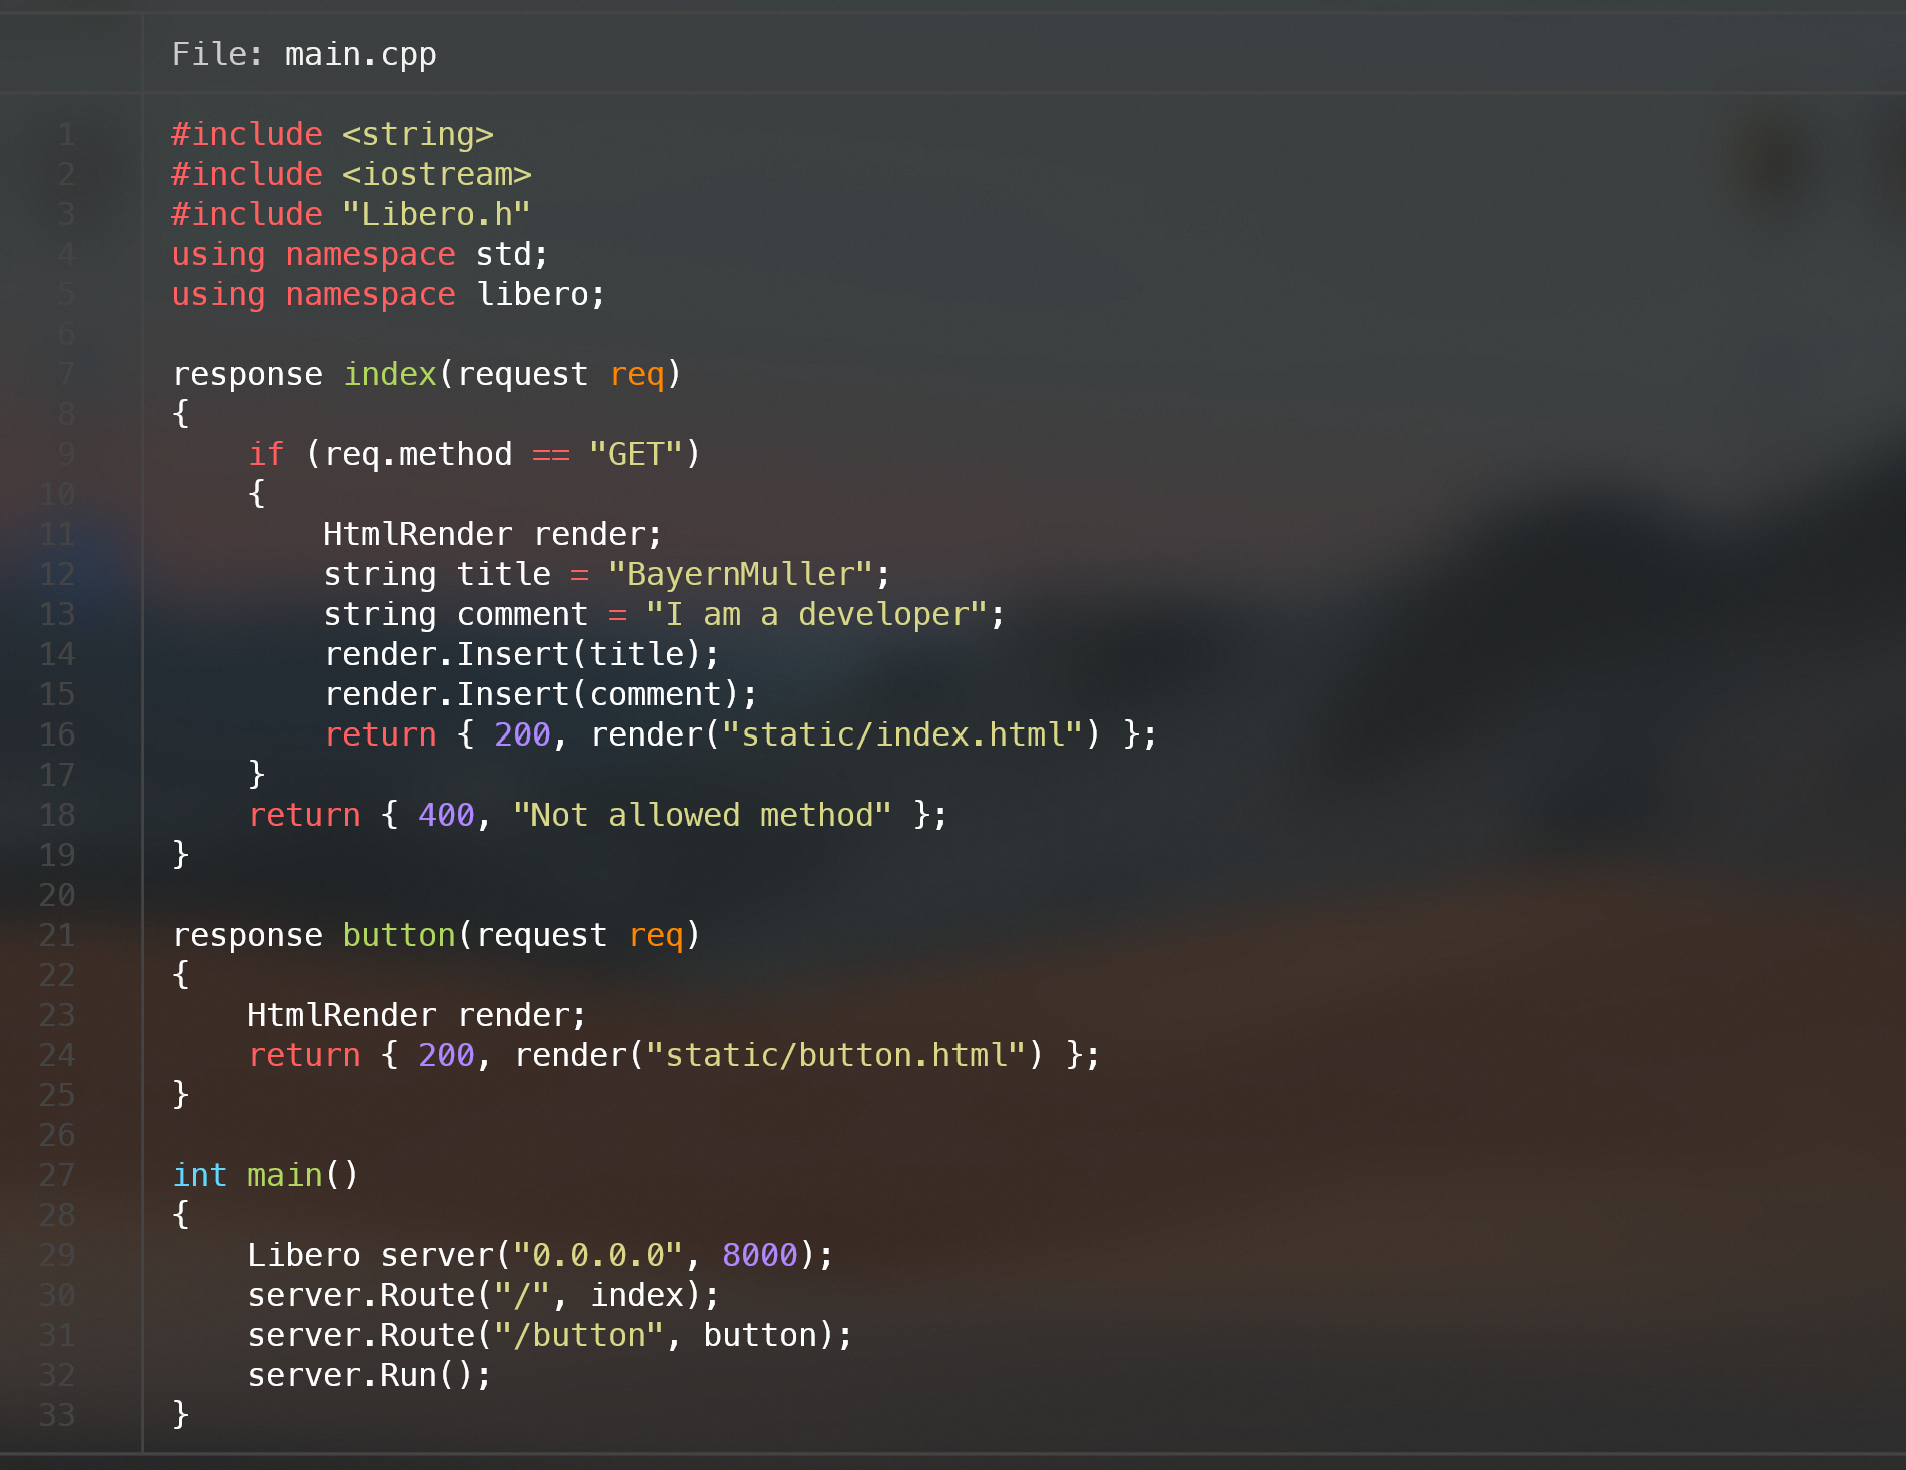 File: main.cpp
1 #include <string>
2 #include <iostream>
3 #include "Libero.h"
4 using namespace std;
5 using namespace libero;
6
7 response index(request req)
8 {
9     if (req.method == "GET")
10     {
11         HtmlRender render;
12         string title = "BayernMuller";
13         string comment = "I am a developer";
14         render.Insert(title);
15         render.Insert(comment);
16         return { 200, render("static/index.html") };
17     }
18     return { 400, "Not allowed method" };
19 }
20
21 response button(request req)
22 {
23     HtmlRender render;
24     return { 200, render("static/button.html") };
25 }
26
27 int main()
28 {
29     Libero server("0.0.0.0", 8000);
30     server.Route("/", index);
31     server.Route("/button", button);
32     server.Run();
33 }